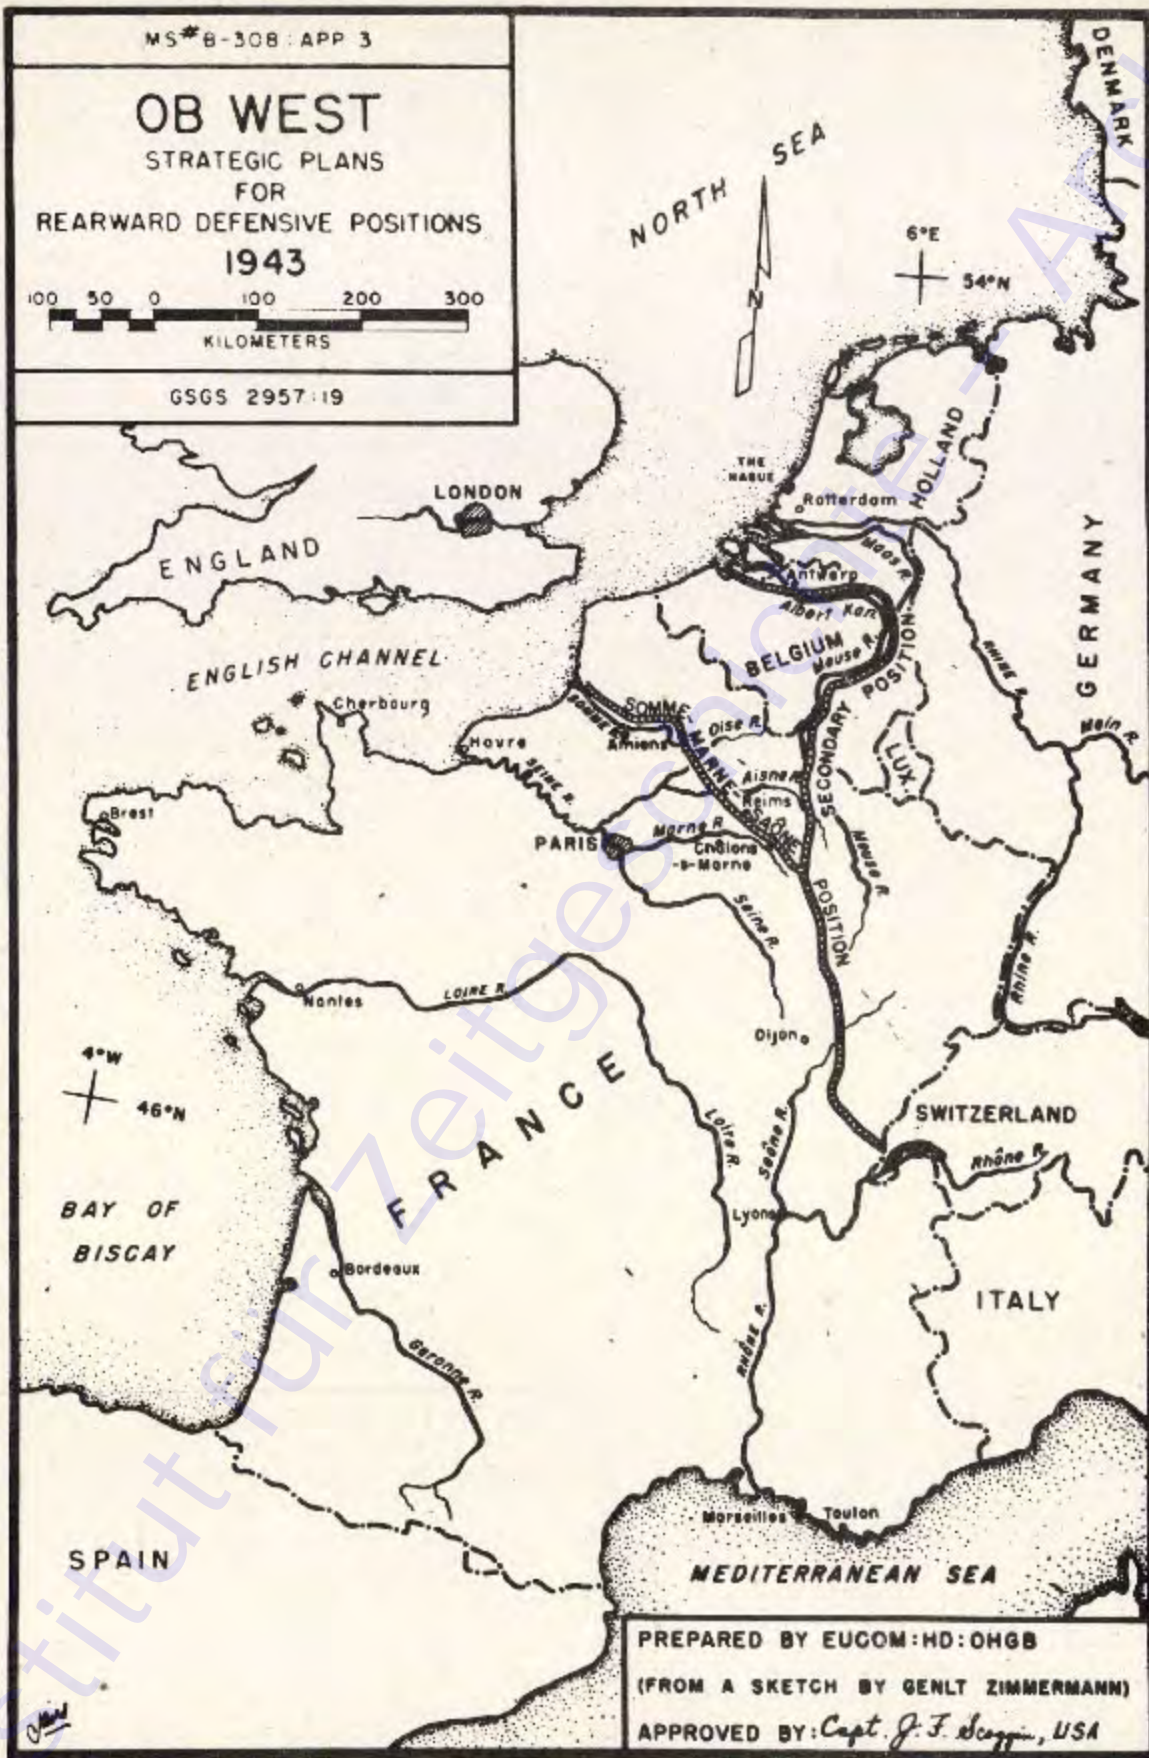 MS# B-308: APP 3
OB WEST
STRATEGIC PLANS
FOR
REARWARD DEFENSIVE POSITIONS
1943
100 50 0 100 200 300
KILOMETERS
GSGS 2957:19
DENMARK
NORTH SEA
N
6°E
54°N
HOLLAND
THE HAGUE
Rotterdam
LONDON
ENGLAND
GERMANY
Maas R.
Antwerp
Albert Kan.
BELGIUM
Meuse R.
RHINE R.
ENGLISH CHANNEL
Cherbourg
SOMME-MARNE-SAÔNE POSITION
SECONDARY POSITION
SOMME R.
Amiens
Oise R.
Main R.
Havre
SEINE R.
LUX.
Aisne R.
Reims
Brest
PARIS
Marne R.
Châlons
-s-Marne
Meuse R.
Seine R.
Rhine R.
Nantes
LOIRE R.
Dijon
4°W
46°N
FRANCE
SWITZERLAND
Loire R.
Saône R.
Rhône R.
BAY OF
BISCAY
Lyons
Bordeaux
ITALY
RHÔNE R.
Garonne R.
Marseilles
Toulon
SPAIN
MEDITERRANEAN SEA
PREPARED BY EUCOM:HD:OHGB
(FROM A SKETCH BY GENLT ZIMMERMANN)
APPROVED BY: Capt. J. F. Scoggin, USA
Institut für Zeitgeschichte - Arc